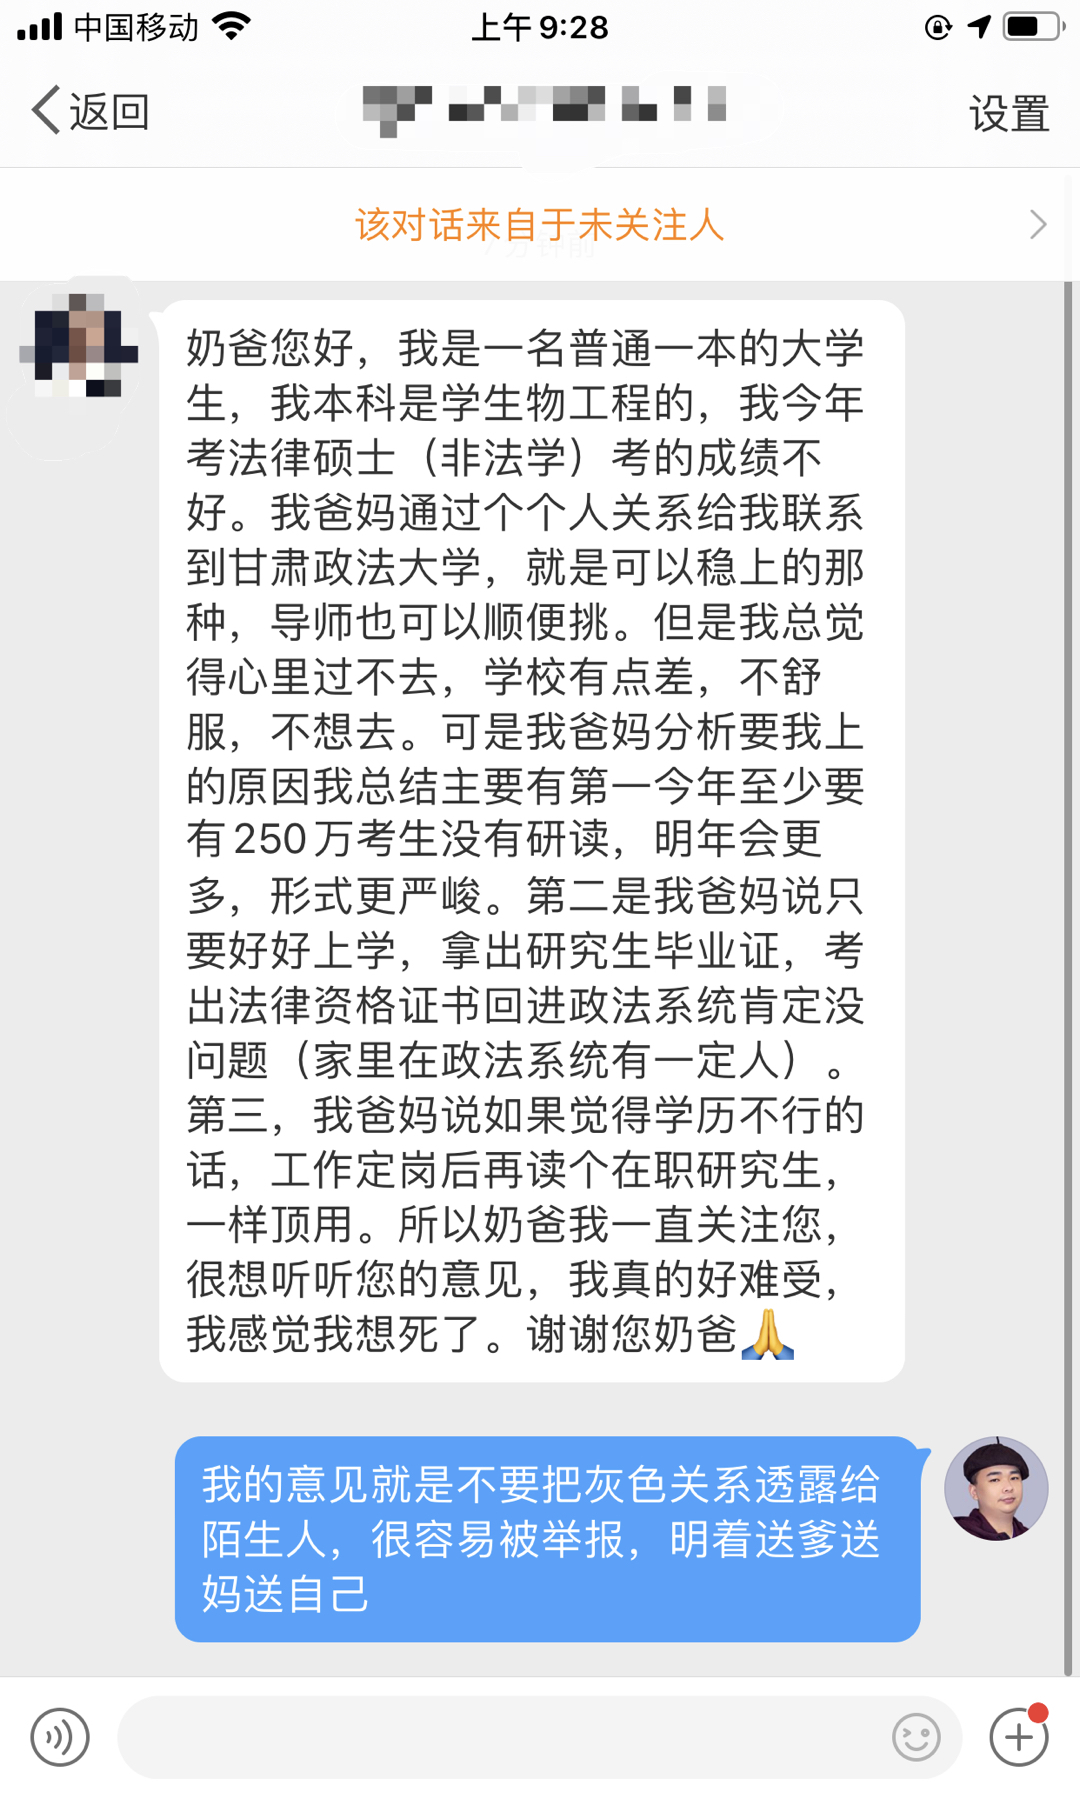 中国移动
上午9:28
返回
设置
该对话来自于未关注人
奶爸您好，我是一名普通一本的大学
生，我本科是学生物工程的，我今年
考法律硕士（非法学）考的成绩不
好。我爸妈通过个个人关系给我联系
到甘肃政法大学，就是可以稳上的那
种，导师也可以顺便挑。但是我总觉
得心里过不去，学校有点差，不舒
服，不想去。可是我爸妈分析要我上
的原因我总结主要有第一今年至少要
有250万考生没有研读，明年会更
多，形式更严峻。第二是我爸妈说只
要好好上学，拿出研究生毕业证，考
出法律资格证书回进政法系统肯定没
问题（家里在政法系统有一定人）。
第三，我爸妈说如果觉得学历不行的
话，工作定岗后再读个在职研究生，
一样顶用。所以奶爸我一直关注您，
很想听听您的意见，我真的好难受，
我感觉我想死了。谢谢您奶爸🙏
我的意见就是不要把灰色关系透露给
陌生人，很容易被举报，明着送爹送
妈送自己